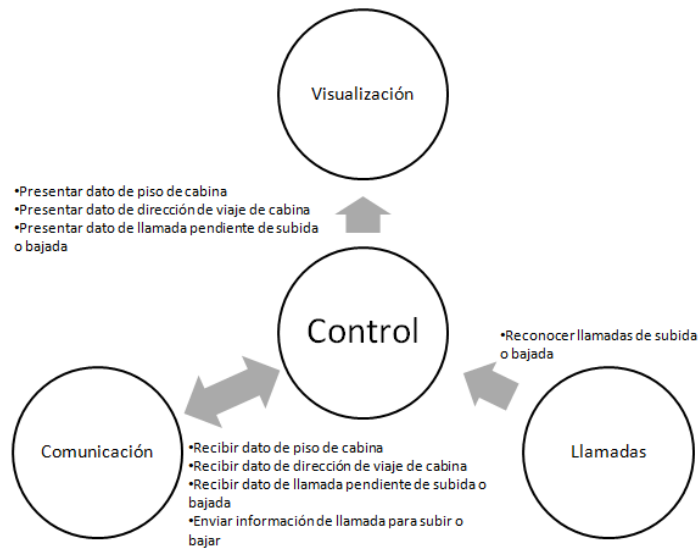 Visualización
•Presentar dato de piso de cabina
•Presentar dato de dirección de viaje de cabina
•Presentar dato de llamada pendiente de subida
o bajada
Control
•Reconocer llamadas de subida
o bajada
Comunicación
•Recibir dato de piso de cabina
•Recibir dato de dirección de viaje de cabina
•Recibir dato de llamada pendiente de subida o
bajada
•Enviar información de llamada para subir o
bajar
Llamadas